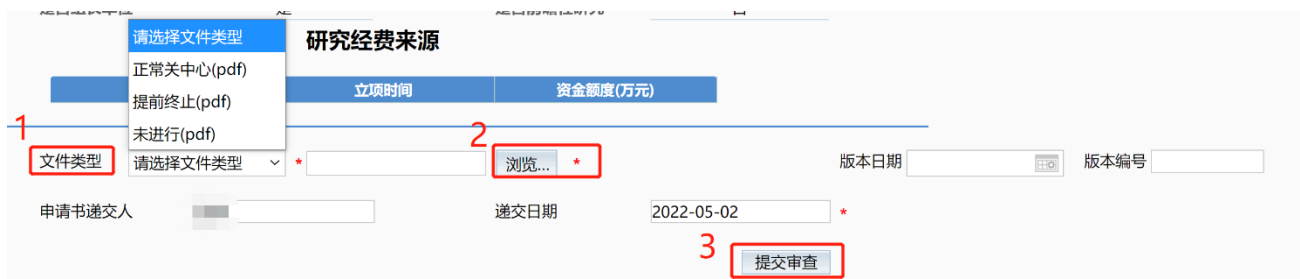 请选择文件类型
研究经费来源
正常关中心(pdf)
立项时间 资金额度(万元)
提前终止(pdf)
未进行(pdf)
1 2
文件类型 请选择文件类型 * 浏览... * 版本日期 版本编号
申请书递交人 递交日期 2022-05-02 *
3 提交审查